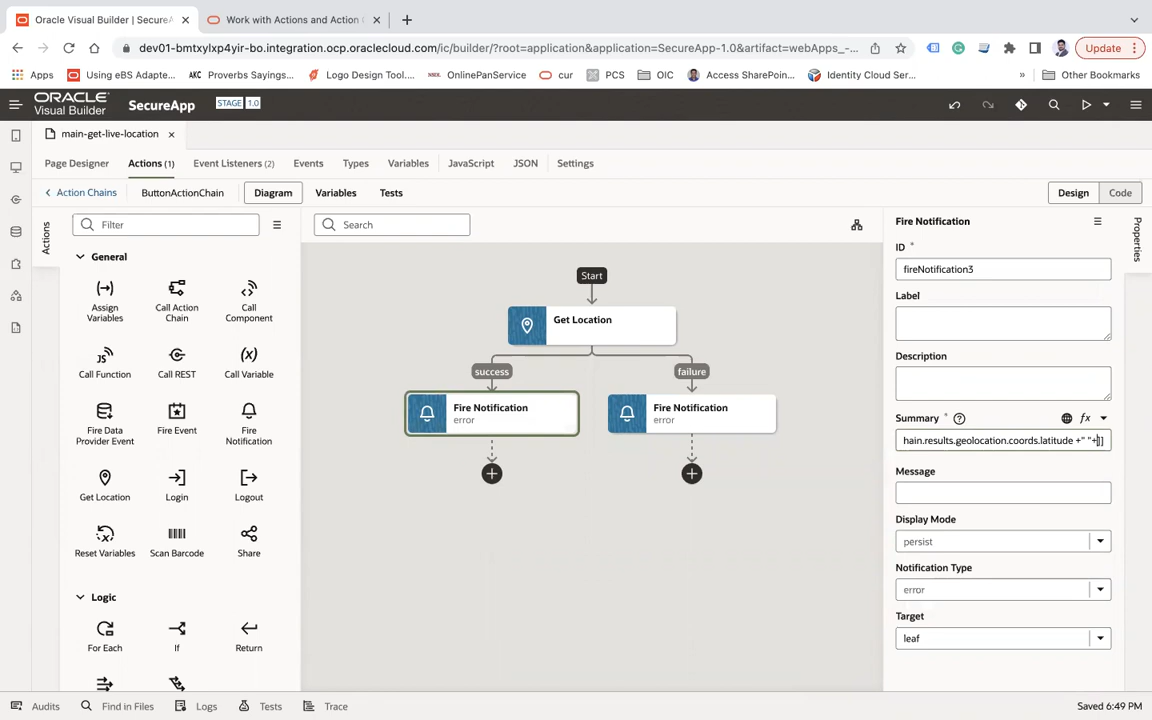 Oracle Visual Builder | SecureA
Work with Actions and Action C
dev01-bmtxylxp4yir-bo.integration.ocp.oraclecloud.com/ic/builder/?root=application&application=SecureApp-1.0&artifact=webApps_-...
Update
Apps
Using eBS Adapte...
AKC
Proverbs Sayings...
Logo Design Tool....
OnlinePanService
cur
PCS
OIC
Access SharePoin...
Identity Cloud Ser...
»
Other Bookmarks
ORACLE
Visual Builder
SecureApp
STAGE 1.0
main-get-live-location
Page Designer
Actions (1)
Event Listeners (2)
Events
Types
Variables
JavaScript
JSON
Settings
Action Chains
ButtonActionChain
Diagram
Variables
Tests
Design
Code
Actions
Filter
General
Assign Variables
Call Action Chain
Call Component
Call Function
Call REST
Call Variable
Fire Data Provider Event
Fire Event
Fire Notification
Get Location
Login
Logout
Reset Variables
Scan Barcode
Share
Logic
For Each
If
Return
Search
Start
Get Location
success
failure
Fire Notification
error
Fire Notification
error
Fire Notification
Properties
ID *
fireNotification3
Label
Description
Summary *
fx
hain.results.geolocation.coords.latitude +" "+]]
Message
Display Mode
persist
Notification Type
error
Target
leaf
Audits
Find in Files
Logs
Tests
Trace
Saved 6:49 PM